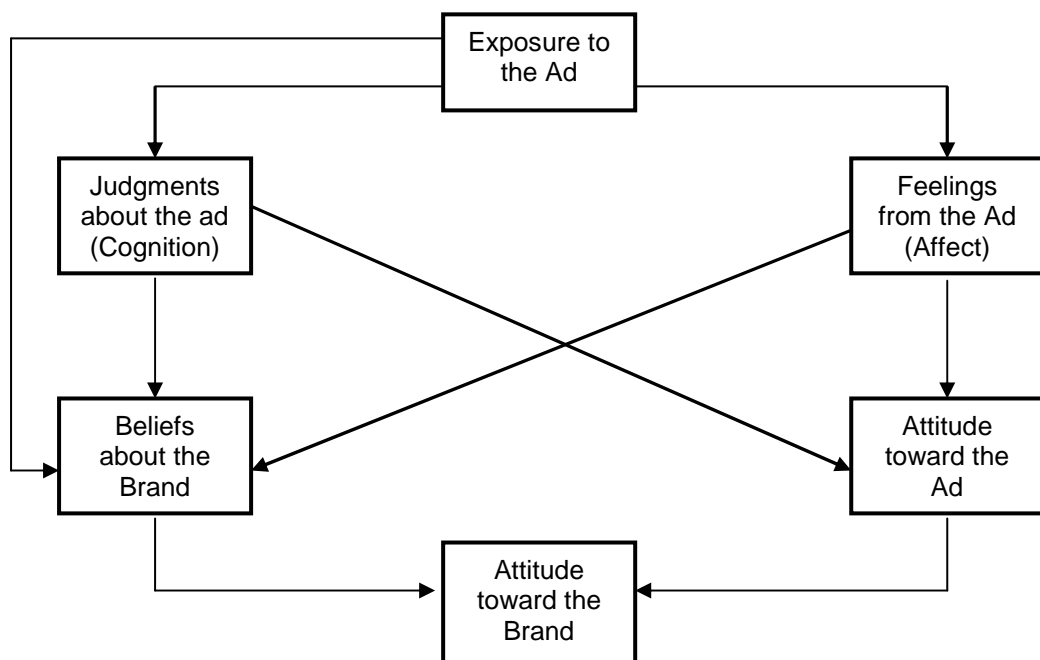 Exposure to
the Ad
Judgments
about the ad
(Cognition)
Feelings
from the Ad
(Affect)
Beliefs
about the
Brand
Attitude
toward the
Ad
Attitude
toward the
Brand